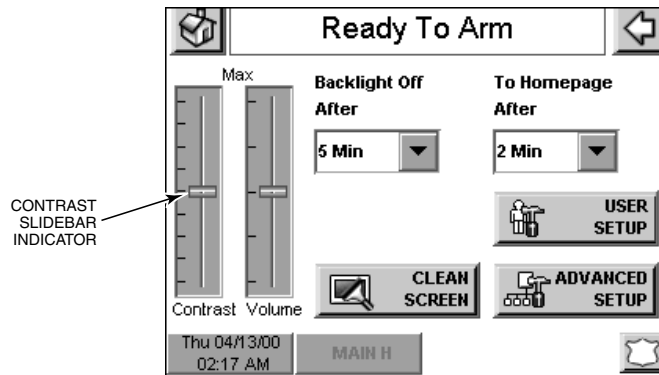 Ready To Arm
Max
Backlight Off
After
To Homepage
After
5 Min
2 Min
CONTRAST
SLIDEBAR
INDICATOR
USER
SETUP
CLEAN
SCREEN
ADVANCED
SETUP
Contrast Volume
Thu 04/13/00
02:17 AM
MAIN H